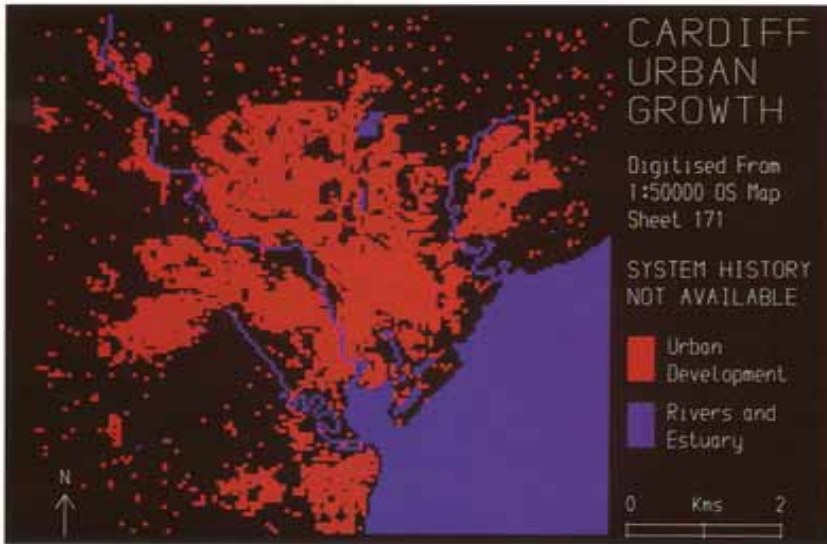 CARDIFF
URBAN
GROWTH
Digitised From
1:50000 OS Map
Sheet 171
SYSTEM HISTORY
NOT AVAILABLE
Urban
Development
Rivers and
Estuary
N
0 Kms 2